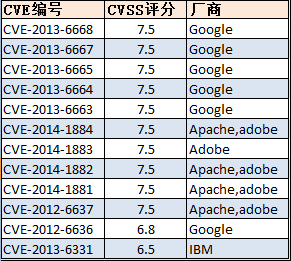 CVE编号 CVSS评分 厂商
CVE-2013-6668 7.5 Google
CVE-2013-6667 7.5 Google
CVE-2013-6665 7.5 Google
CVE-2013-6664 7.5 Google
CVE-2013-6663 7.5 Google
CVE-2014-1884 7.5 Apache,adobe
CVE-2014-1883 7.5 Adobe
CVE-2014-1882 7.5 Apache,adobe
CVE-2014-1881 7.5 Apache,adobe
CVE-2012-6637 7.5 Apache,adobe
CVE-2012-6636 6.8 Google
CVE-2013-6331 6.5 IBM